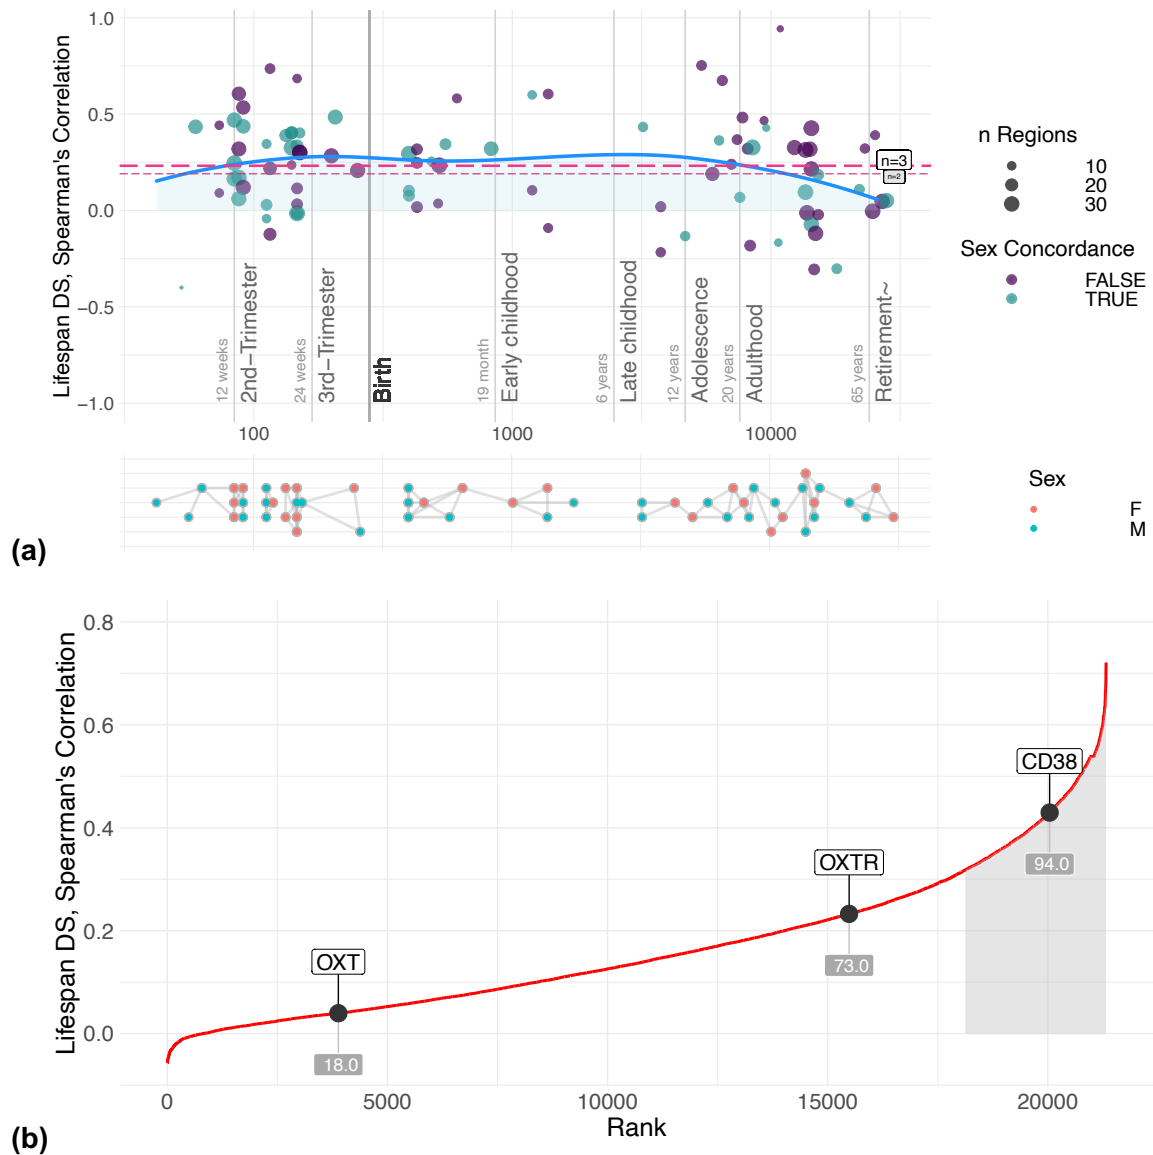 Lifespan DS, Spearman's Correlation
1.0
0.5
0.0
−0.5
−1.0
12 weeks
2nd−Trimester
24 weeks
3rd−Trimester
Birth
19 month
Early childhood
6 years
Late childhood
12 years
Adolescence
20 years
Adulthood
65 years
Retirement~
n=3
n=2
100
1000
10000
n Regions
10
20
30
Sex Concordance
FALSE
TRUE
Sex
F
M
(a)
Lifespan DS, Spearman's Correlation
0.8
0.6
0.4
0.2
0.0
OXT
18.0
OXTR
73.0
CD38
94.0
0
5000
10000
15000
20000
Rank
(b)